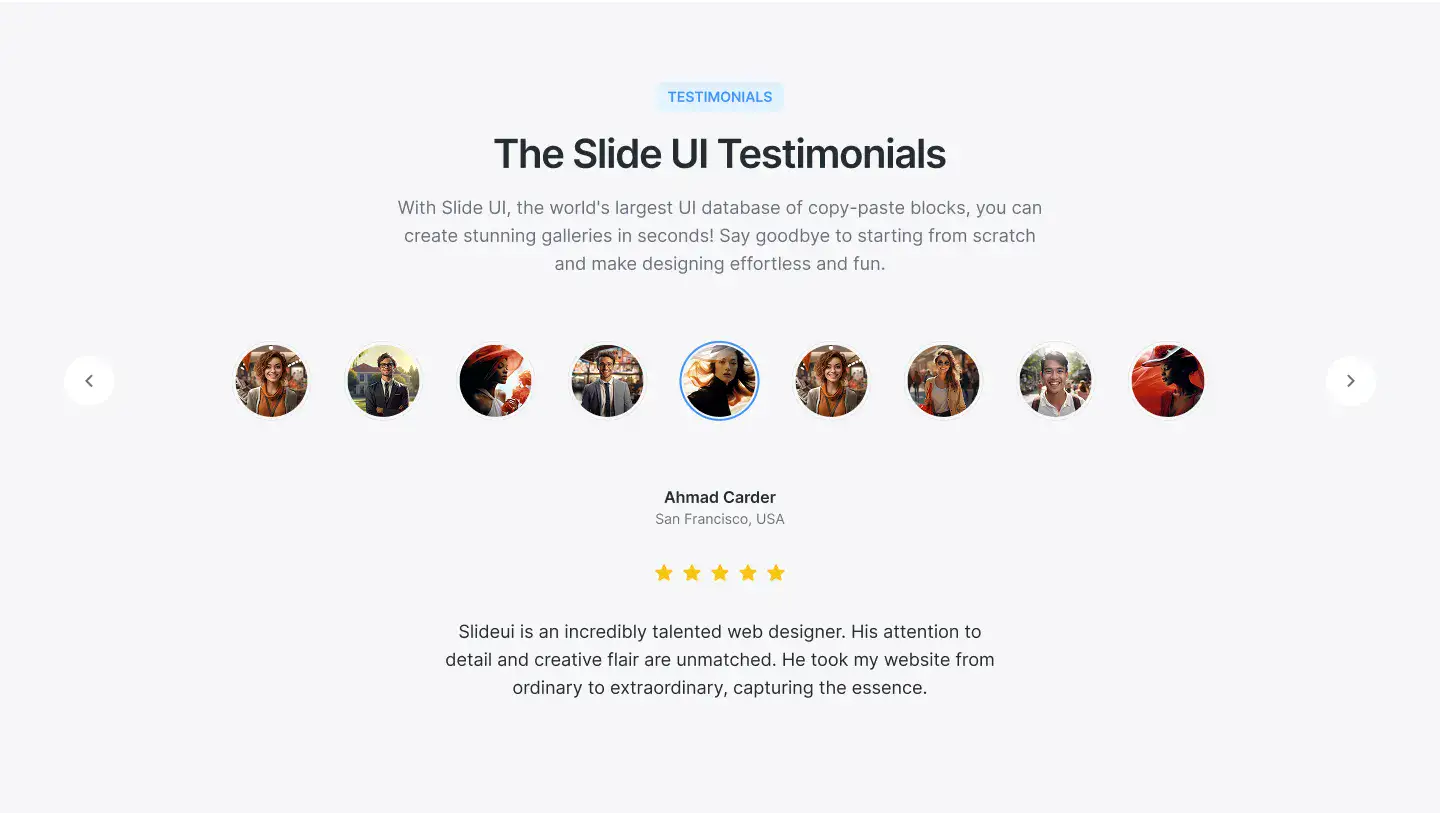 TESTIMONIALS
The Slide UI Testimonials
With Slide UI, the world's largest UI database of copy-paste blocks, you can
create stunning galleries in seconds! Say goodbye to starting from scratch
and make designing effortless and fun.
Ahmad Carder
San Francisco, USA
Slideui is an incredibly talented web designer. His attention to
detail and creative flair are unmatched. He took my website from
ordinary to extraordinary, capturing the essence.